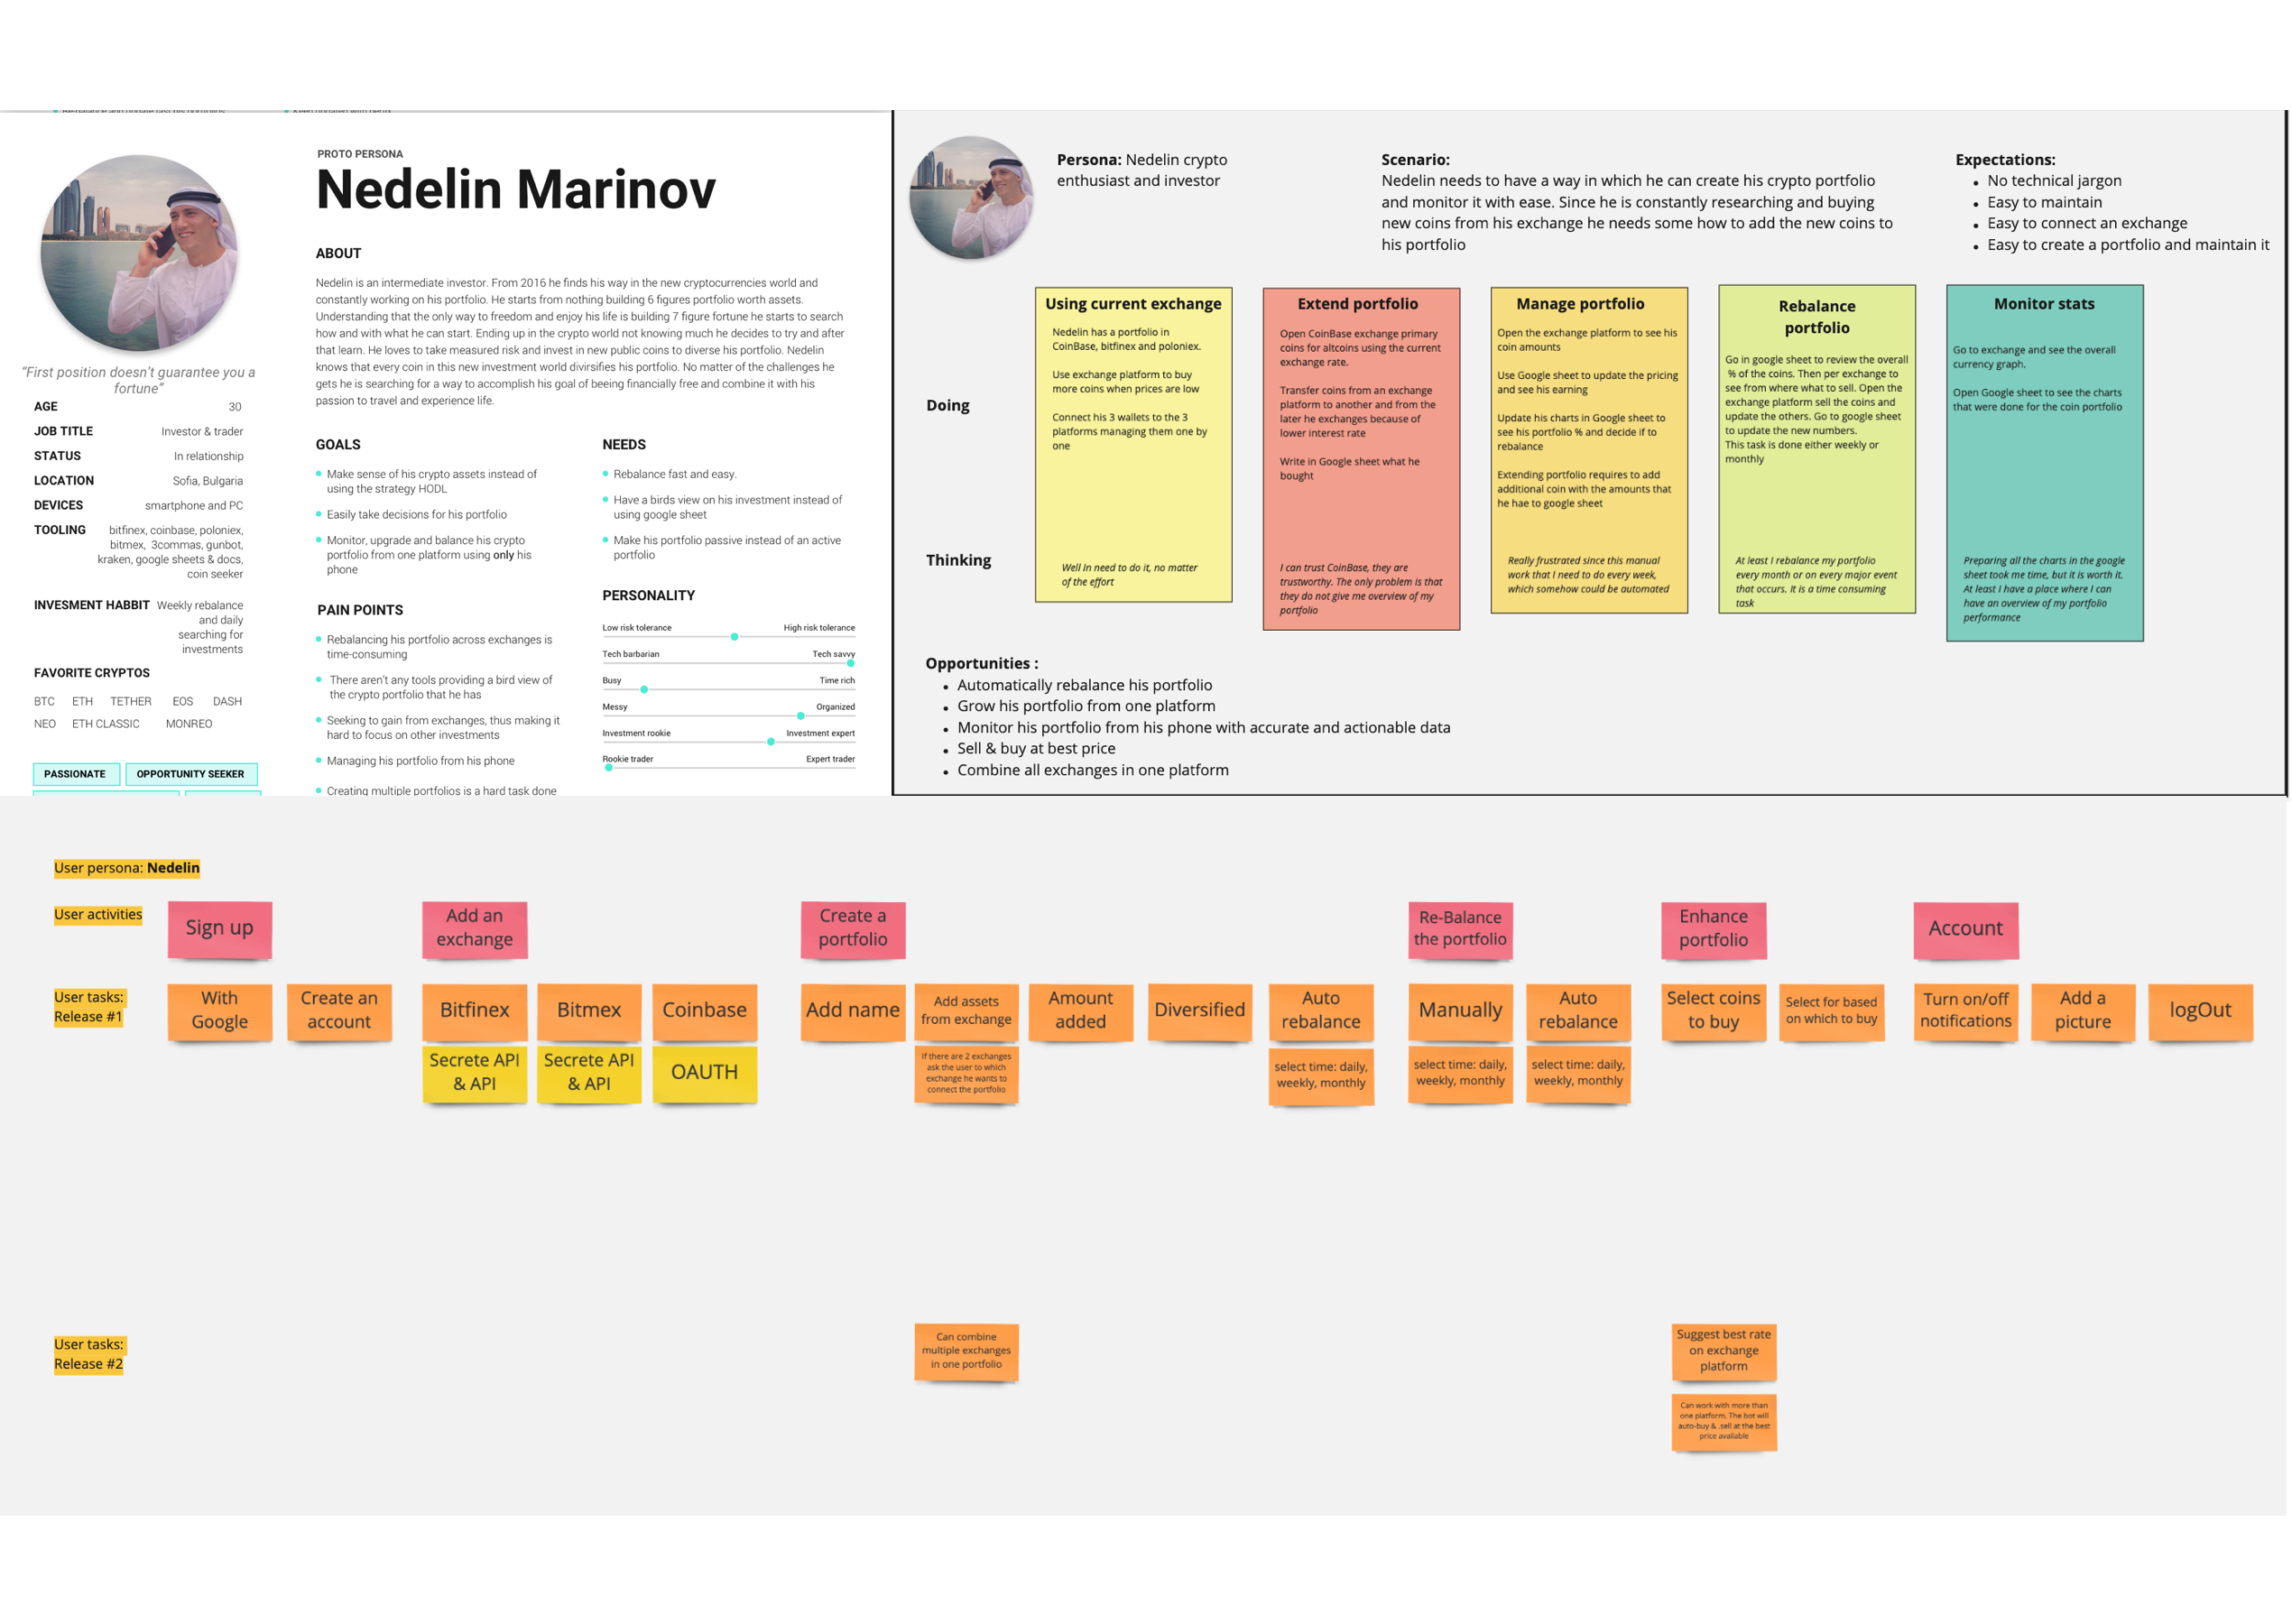 Re-balance and update fast his portfolios
Keep updated with depth
PROTO PERSONA
Nedelin Marinov
“First position doesn’t guarantee you a
fortune”
AGE 30
JOB TITLE Investor & trader
STATUS In relationship
LOCATION Sofia, Bulgaria
DEVICES smartphone and PC
TOOLING bitfinex, coinbase, poloniex,
bitmex, 3commas, gunbot,
kraken, google sheets & docs,
coin seeker
INVESMENT HABBIT Weekly rebalance
and daily
searching for
investments
FAVORITE CRYPTOS
BTC ETH TETHER EOS DASH
NEO ETH CLASSIC MONREO
PASSIONATE OPPORTUNITY SEEKER
ABOUT
Nedelin is an intermediate investor. From 2016 he finds his way in the new cryptocurrencies world and
constantly working on his portfolio. He starts from nothing building 6 figures portfolio worth assets.
Understanding that the only way to freedom and enjoy his life is building 7 figure fortune he starts to search
how and with what he can start. Ending up in the crypto world not knowing much he decides to try and after
that learn. He loves to take measured risk and invest in new public coins to diverse his portfolio. Nedelin
knows that every coin in this new investment world divirsifies his portfolio. No matter of the challenges he
gets he is searching for a way to accomplish his goal of beeing financially free and combine it with his
passion to travel and experience life.
GOALS
Make sense of his crypto assets instead of
using the strategy HODL
Easily take decisions for his portfolio
Monitor, upgrade and balance his crypto
portfolio from one platform using only his
phone
PAIN POINTS
Rebalancing his portfolio across exchanges is
time-consuming
There aren’t any tools providing a bird view of
the crypto portfolio that he has
Seeking to gain from exchanges, thus making it
hard to focus on other investments
Managing his portfolio from his phone
Creating multiple portfolios is a hard task done
NEEDS
Rebalance fast and easy.
Have a birds view on his investment instead of
using google sheet
Make his portfolio passive instead of an active
portfolio
PERSONALITY
Low risk tolerance High risk tolerance
Tech barbarian Tech savvy
Busy Time rich
Messy Organized
Investment rookie Investment expert
Rookie trader Expert trader
Persona: Nedelin crypto
enthusiast and investor
Scenario:
Nedelin needs to have a way in which he can create his crypto portfolio
and monitor it with ease. Since he is constantly researching and buying
new coins from his exchange he needs some how to add the new coins to
his portfolio
Expectations:
No technical jargon
Easy to maintain
Easy to connect an exchange
Easy to create a portfolio and maintain it
Doing
Thinking
Using current exchange
Nedelin has a portfolio in
CoinBase, bitfinex and poloniex.
Use exchange platform to buy
more coins when prices are low
Connect his 3 wallets to the 3
platforms managing them one by
one
Well In need to do it, no matter
of the effort
Extend portfolio
Open CoinBase exchange primary
coins for altcoins using the current
exchange rate.
Transfer coins from an exchange
platform to another and from the
later he exchanges because of
lower interest rate
Write in Google sheet what he
bought
I can trust CoinBase, they are
trustworthy. The only problem is that
they do not give me overview of my
portfolio
Manage portfolio
Open the exchange platform to see his
coin amounts
Use Google sheet to update the pricing
and see his earning
Update his charts in Google sheet to
see his portfolio % and decide if to
rebalance
Extending portfolio requires to add
additional coin with the amounts that
he hae to google sheet
Really frustrated since this manual
work that I need to do every week,
which somehow could be automated
Rebalance
portfolio
Go in google sheet to review the overall
% of the coins. Then per exchange to
see from where what to sell. Open the
exchange platform sell the coins and
update the others. Go to google sheet
to update the new numbers.
This task is done either weekly or
monthly
At least I rebalance my portfolio
every month or on every major event
that occurs. It is a time consuming
task
Monitor stats
Go to exchange and see the overall
currency graph.
Open Google sheet to see the charts
that were done for the coin portfolio
Preparing all the charts in the google
sheet took me time, but it is worth it.
At least I have a place where I can
have an overview of my portfolio
performance
Opportunities :
Automatically rebalance his portfolio
Grow his portfolio from one platform
Monitor his portfolio from his phone with accurate and actionable data
Sell & buy at best price
Combine all exchanges in one platform
User persona: Nedelin
User activities
Sign up
Add an
exchange
Create a
portfolio
Re-Balance
the portfolio
Enhance
portfolio
Account
User tasks:
Release #1
With
Google
Create an
account
Bitfinex
Bitmex
Coinbase
Add name
Add assets
from exchange
Amount
added
Diversified
Auto
rebalance
Manually
Auto
rebalance
Select coins
to buy
Select for based
on which to buy
Turn on/off
notifications
Add a
picture
logOut
Secrete API
& API
Secrete API
& API
OAUTH
If there are 2 exchanges
ask the user to which
exchange he wants to
connect the portfolio
select time: daily,
weekly, monthly
select time: daily,
weekly, monthly
select time: daily,
weekly, monthly
User tasks:
Release #2
Can combine
multiple exchanges
in one portfolio
Suggest best rate
on exchange
platform
Can work with more than
one platform. The bot will
auto-buy & .sell at the best
price available